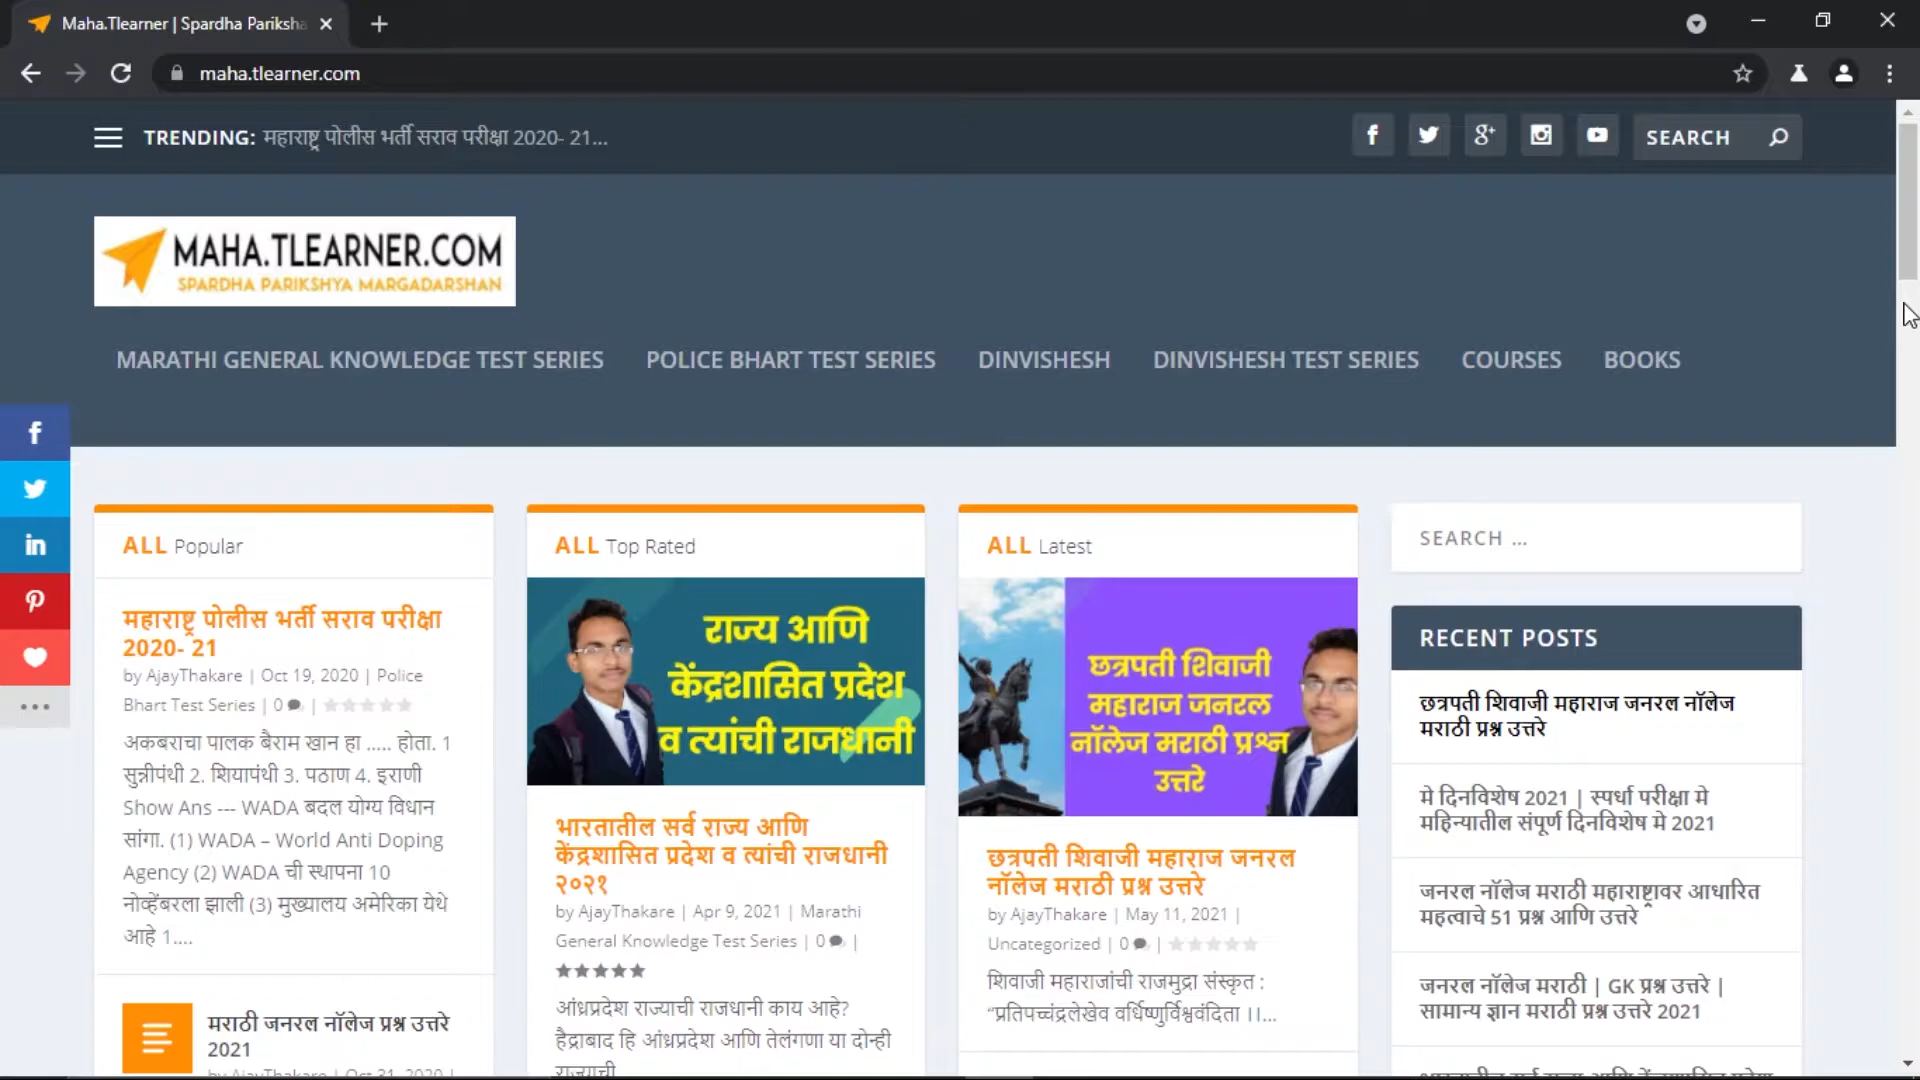 Maha.Tlearner | Spardha Pariksha
maha.tlearner.com
TRENDING: महाराष्ट्र पोलीस भर्ती सराव परीक्षा 2020- 21...
SEARCH
MAHA.TLEARNER.COM
SPARDHA PARIKSHYA MARGADARSHAN
MARATHI GENERAL KNOWLEDGE TEST SERIES POLICE BHART TEST SERIES DINVISHESH DINVISHESH TEST SERIES COURSES BOOKS
ALL Popular
महाराष्ट्र पोलीस भर्ती सराव परीक्षा
2020- 21
by AjayThakare | Oct 19, 2020 | Police
Bhart Test Series | 0 |
अकबराचा पालक बैराम खान हा ..... होता. 1
सुन्नीपंथी 2. शियापंथी 3. पठाण 4. इराणी
Show Ans --- WADA बदल योग्य विधान
सांगा. (1) WADA – World Anti Doping
Agency (2) WADA ची स्थापना 10
नोव्हेंबरला झाली (3) मुख्यालय अमेरिका येथे
आहे 1....
मराठी जनरल नॉलेज प्रश्न उत्तरे
2021
by AjayThakare | Oct 31, 2020 |
ALL Top Rated
राज्य आणि
केंद्रशासित प्रदेश
व त्यांची राजधानी
भारतातील सर्व राज्य आणि
केंद्रशासित प्रदेश व त्यांची राजधानी
२०२१
by AjayThakare | Apr 9, 2021 | Marathi
General Knowledge Test Series | 0 |
आंध्रप्रदेश राज्याची राजधानी काय आहे?
हैद्राबाद हि आंध्रप्रदेश आणि तेलंगणा या दोन्ही
राज्याची
ALL Latest
छत्रपती शिवाजी
महाराज जनरल
नॉलेज मराठी प्रश्न
उत्तरे
छत्रपती शिवाजी महाराज जनरल
नॉलेज मराठी प्रश्न उत्तरे
by AjayThakare | May 11, 2021 |
Uncategorized | 0 |
शिवाजी महाराजांची राजमुद्रा संस्कृत :
“प्रतिपच्चंद्रलेखेव वर्धिष्णुर्विश्ववंदिता ।।...
SEARCH …
RECENT POSTS
छत्रपती शिवाजी महाराज जनरल नॉलेज
मराठी प्रश्न उत्तरे
मे दिनविशेष 2021 | स्पर्धा परीक्षा मे
महिन्यातील संपूर्ण दिनविशेष मे 2021
जनरल नॉलेज मराठी महाराष्ट्रावर आधारित
महत्वाचे 51 प्रश्न आणि उत्तरे
जनरल नॉलेज मराठी | GK प्रश्न उत्तरे |
सामान्य ज्ञान मराठी प्रश्न उत्तरे 2021